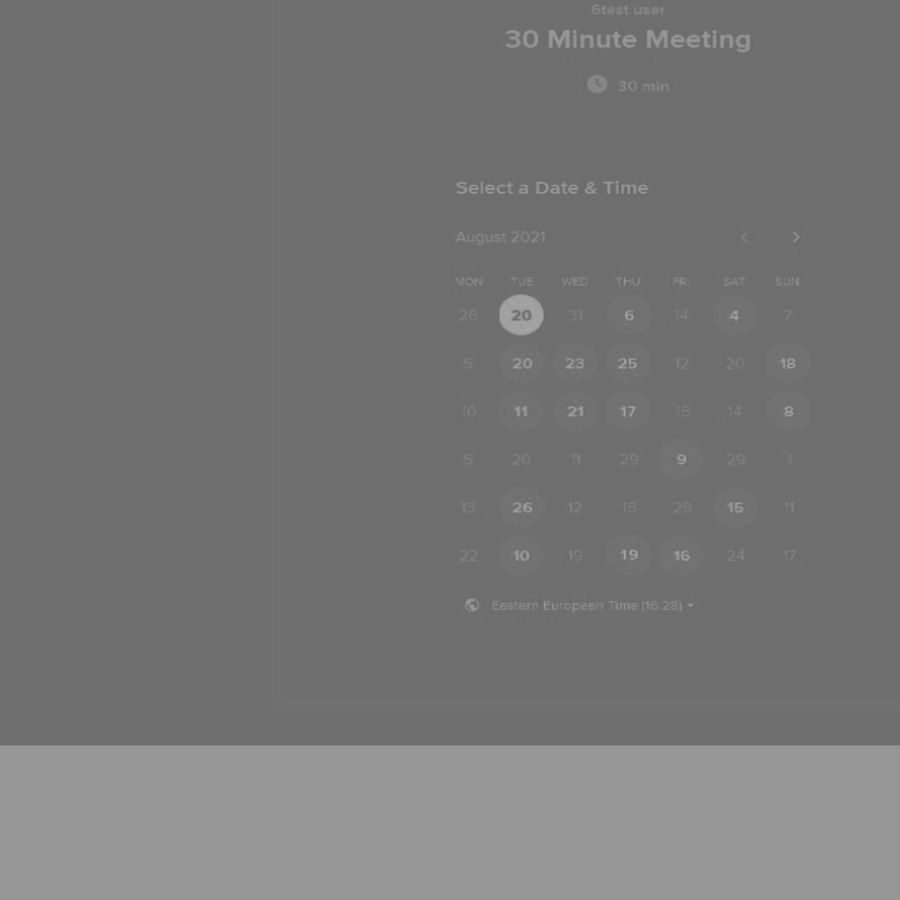 6test user
30 Minute Meeting
30 min
Select a Date & Time
August 2021
MON TUE WED THU FRI SAT SUN
26 20 31 6 14 4 7
5 20 23 25 12 20 18
10 11 21 17 15 14 8
5 20 11 29 9 29 1
13 26 12 15 29 15 11
22 10 19 19 16 24 17
Eastern European Time (16:28)